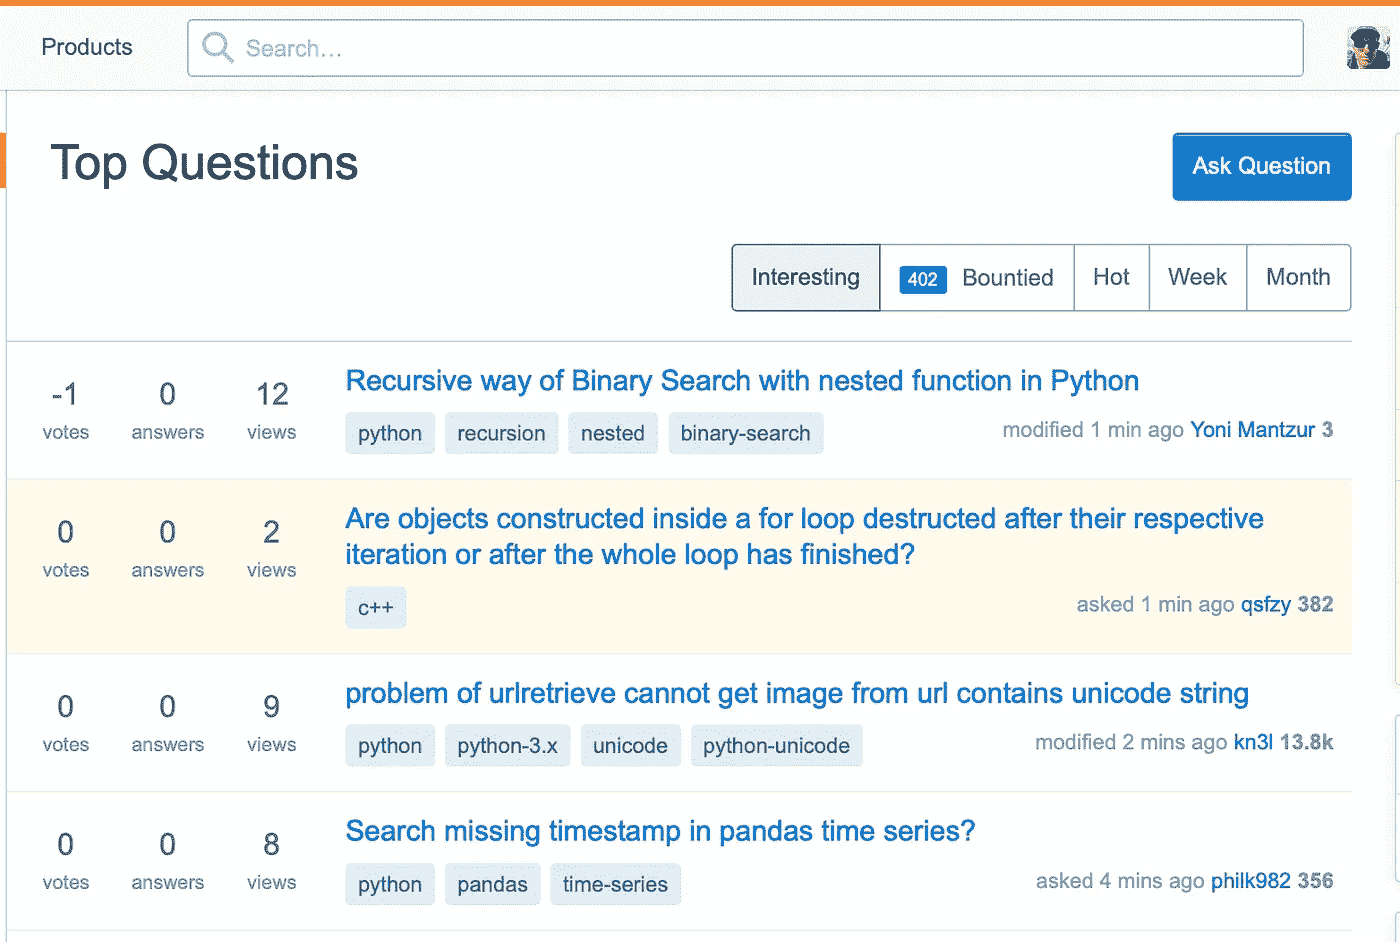 Products
Search...
Top Questions
Ask Question
Interesting
402 Bountied
Hot
Week
Month
-1 0 12
votes answers views
Recursive way of Binary Search with nested function in Python
python recursion nested binary-search
modified 1 min ago Yoni Mantzur 3
0 0 2
votes answers views
Are objects constructed inside a for loop destructed after their respective
iteration or after the whole loop has finished?
c++
asked 1 min ago qsfzy 382
0 0 9
votes answers views
problem of urlretrieve cannot get image from url contains unicode string
python python-3.x unicode python-unicode
modified 2 mins ago kn3l 13.8k
0 0 8
votes answers views
Search missing timestamp in pandas time series?
python pandas time-series
asked 4 mins ago philk982 356